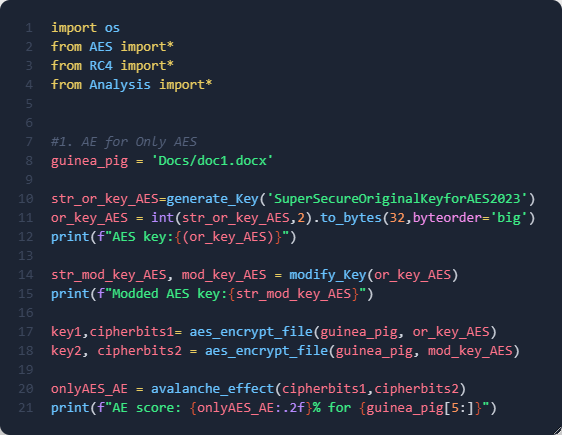 1 import os
2 from AES import*
3 from RC4 import*
4 from Analysis import*
5
6
7 #1. AE for Only AES
8 guinea_pig = 'Docs/doc1.docx'
9
10 str_or_key_AES=generate_Key('SuperSecureOriginalKeyforAES2023')
11 or_key_AES = int(str_or_key_AES,2).to_bytes(32,byteorder='big')
12 print(f"AES key:{(or_key_AES)}")
13
14 str_mod_key_AES, mod_key_AES = modify_Key(or_key_AES)
15 print(f"Modded AES key:{str_mod_key_AES}")
16
17 key1,cipherbits1= aes_encrypt_file(guinea_pig, or_key_AES)
18 key2, cipherbits2 = aes_encrypt_file(guinea_pig, mod_key_AES)
19
20 onlyAES_AE = avalanche_effect(cipherbits1,cipherbits2)
21 print(f"AE score: {onlyAES_AE:.2f}% for {guinea_pig[5:]}")